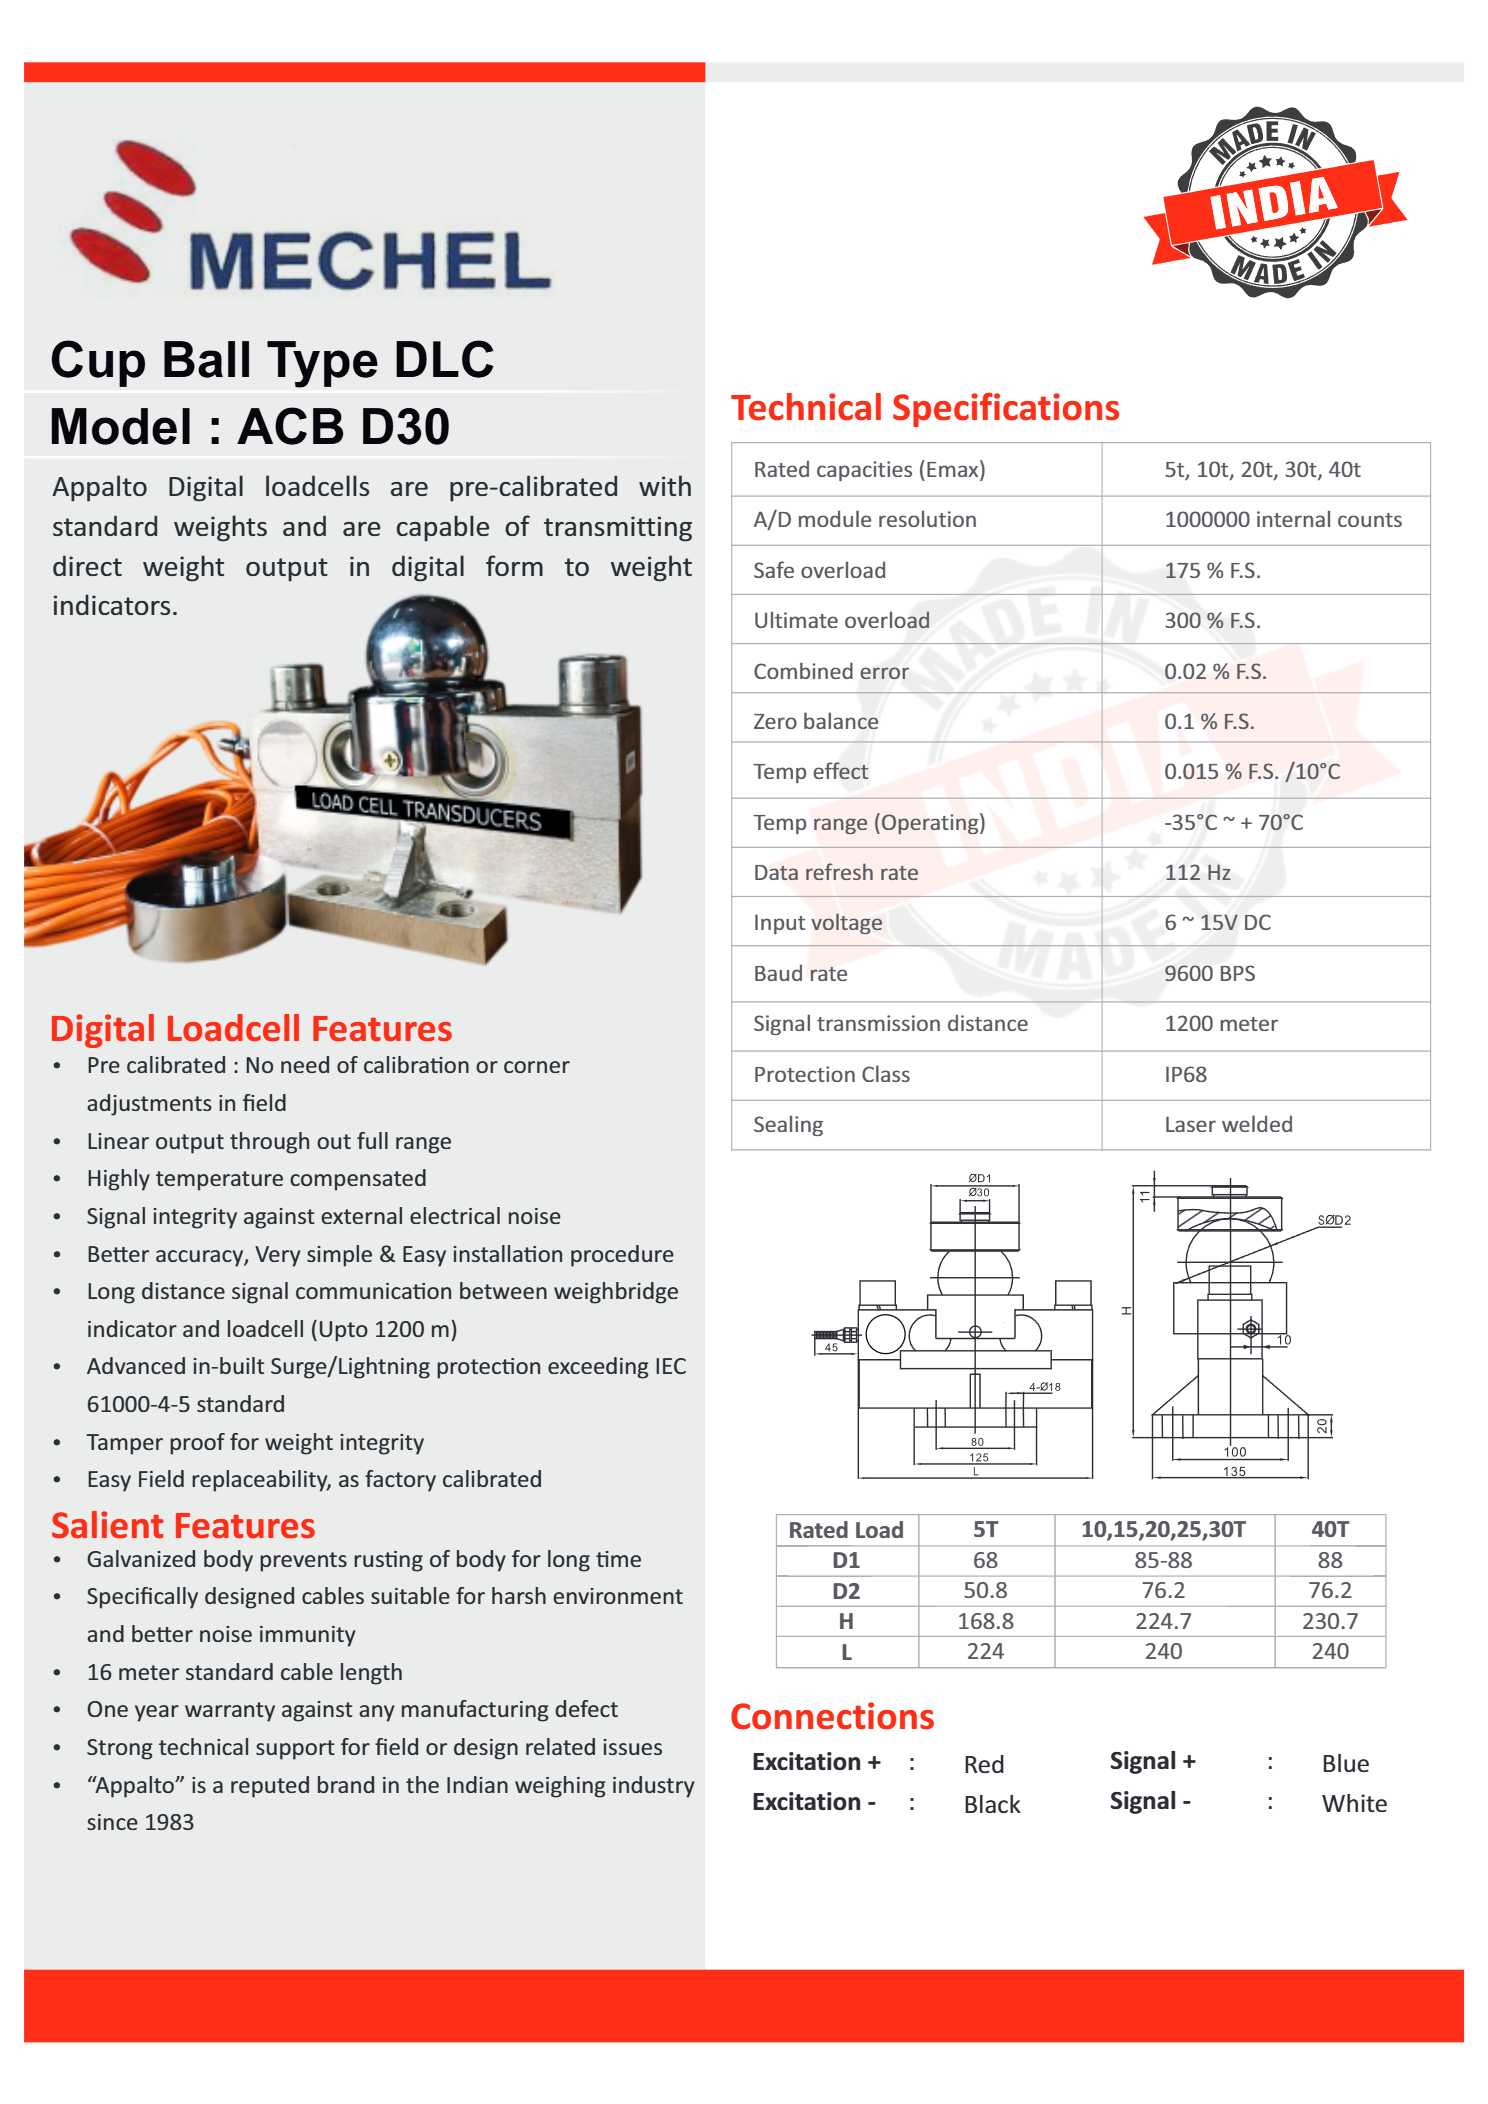 MECHEL
Cup Ball Type DLC
Model : ACB D30
Appalto Digital loadcells are pre-calibrated with
standard weights and are capable of transmitting
direct weight output in digital form to weight
indicators.
LOAD CELL TRANSDUCERS
Digital Loadcell Features
• Pre calibrated : No need of calibration or corner
adjustments in field
• Linear output through out full range
• Highly temperature compensated
• Signal integrity against external electrical noise
• Better accuracy, Very simple & Easy installation procedure
• Long distance signal communication between weighbridge
indicator and loadcell (Upto 1200 m)
• Advanced in-built Surge/Lightning protection exceeding IEC
61000-4-5 standard
• Tamper proof for weight integrity
• Easy Field replaceability, as factory calibrated
Salient Features
• Galvanized body prevents rusting of body for long time
• Specifically designed cables suitable for harsh environment
and better noise immunity
• 16 meter standard cable length
• One year warranty against any manufacturing defect
• Strong technical support for field or design related issues
• “Appalto” is a reputed brand in the Indian weighing industry
since 1983
MADE IN
INDIA
MADE IN
Technical Specifications
Rated capacities (Emax) 5t, 10t, 20t, 30t, 40t
A/D module resolution 1000000 internal counts
Safe overload 175 % F.S.
Ultimate overload 300 % F.S.
Combined error 0.02 % F.S.
Zero balance 0.1 % F.S.
Temp effect 0.015 % F.S. /10°C
Temp range (Operating) -35°C ~ + 70°C
Data refresh rate 112 Hz
Input voltage 6 ~ 15V DC
Baud rate 9600 BPS
Signal transmission distance 1200 meter
Protection Class IP68
Sealing Laser welded
MADE IN
INDIA
MADE IN
ØD1
Ø30
45
4-Ø18
80
125
L
11
SØD2
H
10
20
100
135
Rated Load 5T 10,15,20,25,30T 40T
D1 68 85-88 88
D2 50.8 76.2 76.2
H 168.8 224.7 230.7
L 224 240 240
Connections
Excitation + : Red Signal + : Blue
Excitation - : Black Signal - : White